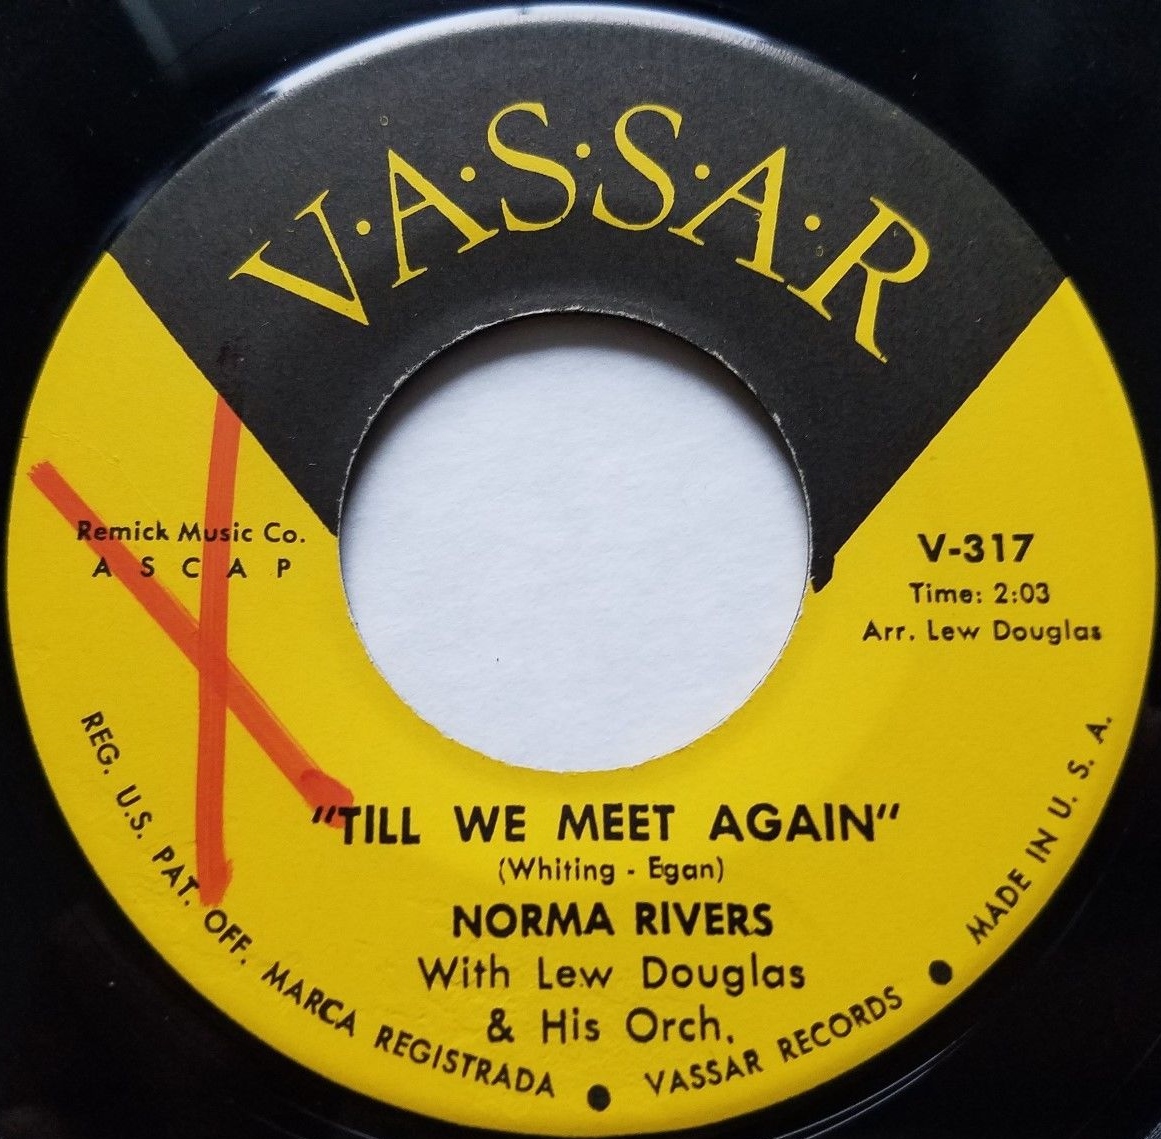 V·A·S·S·A·R
Remick Music Co.
A S C A P
V-317
Time: 2:03
Arr. Lew Douglas
"TILL WE MEET AGAIN"
(Whiting - Egan)
NORMA RIVERS
With Lew Douglas
& His Orch.
REG. U.S. PAT. OFF. MARCA REGISTRADA ● VASSAR RECORDS ● MADE IN U. S. A.